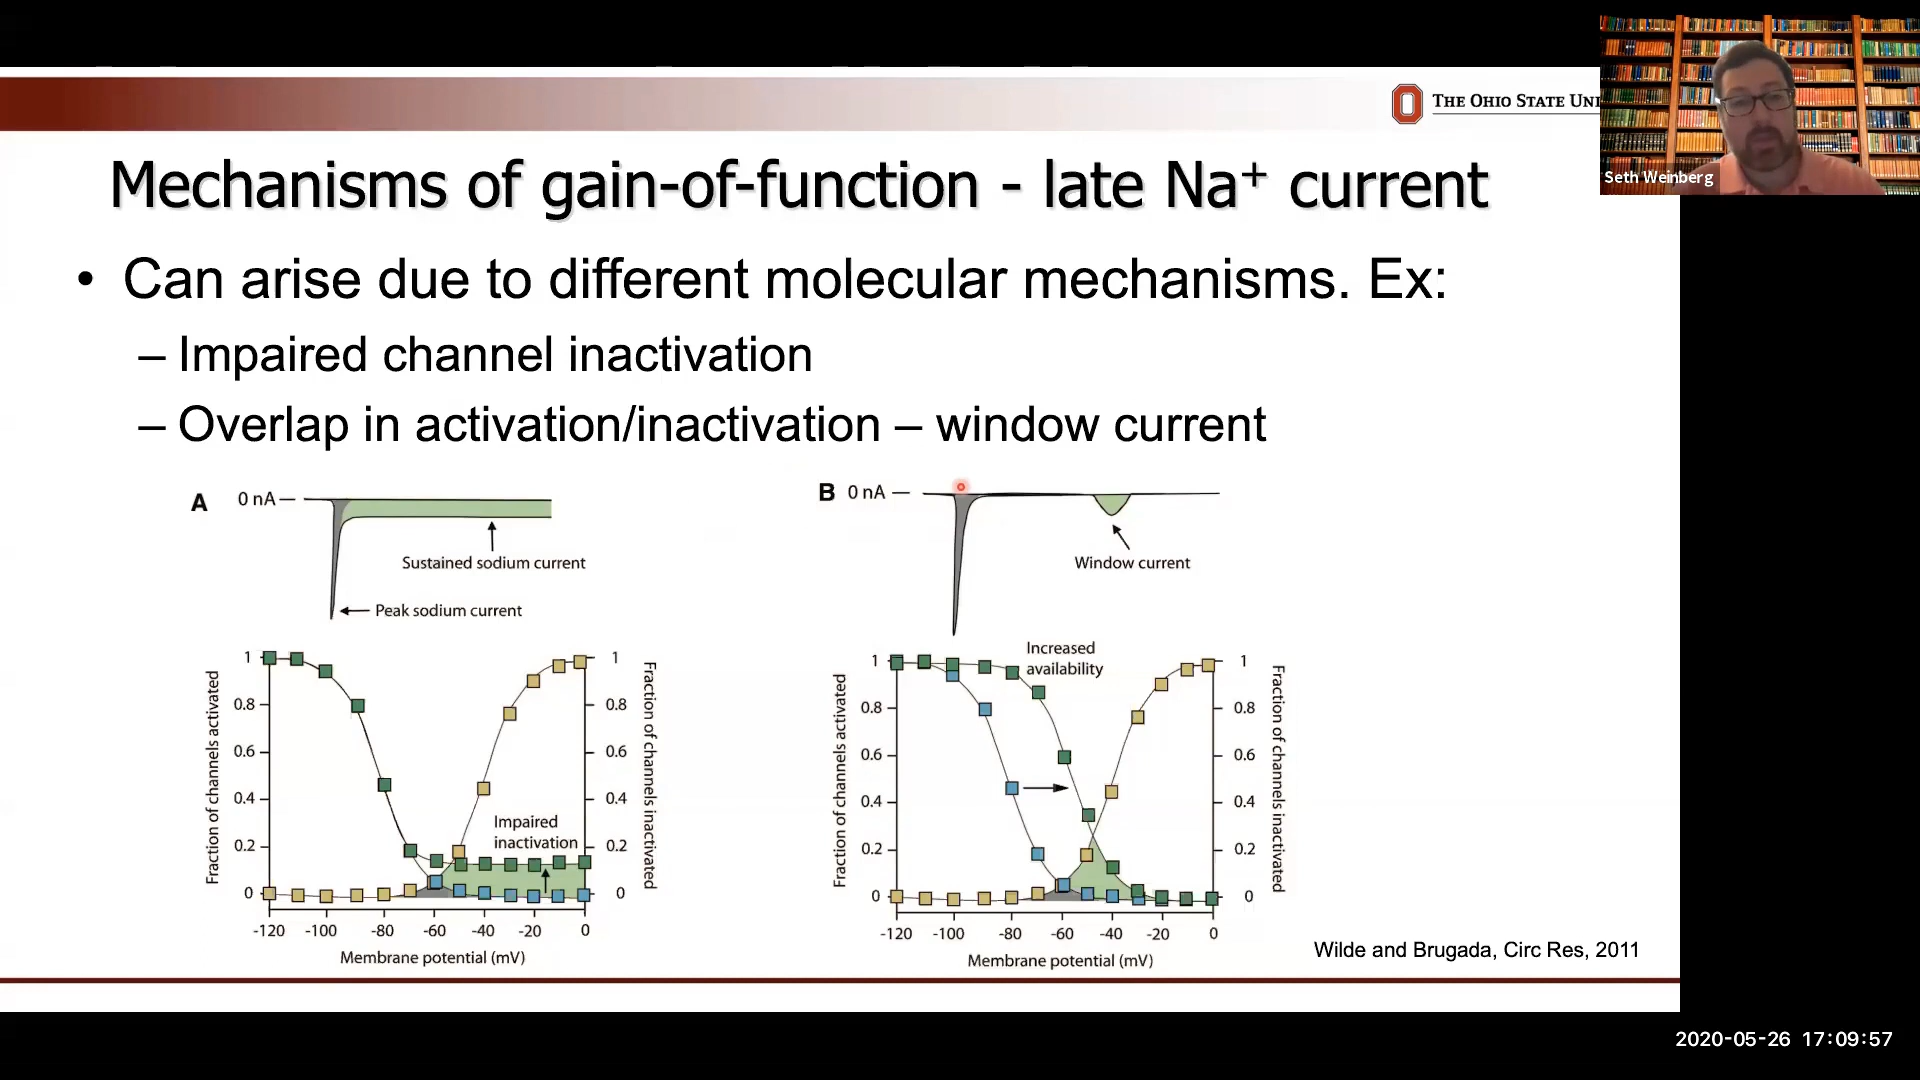 THE OHIO STATE UNI
Seth Weinberg
Mechanisms of gain-of-function - late Na+ current
• Can arise due to different molecular mechanisms. Ex:
– Impaired channel inactivation
– Overlap in activation/inactivation – window current
A
0 nA
Sustained sodium current
Peak sodium current
Fraction of channels activated
1
0.8
0.6
0.4
0.2
0
Impaired
inactivation
1
0.8
0.6
0.4
0.2
0
Fraction of channels inactivated
-120 -100 -80 -60 -40 -20 0
Membrane potential (mV)
B
0 nA
Window current
Increased
availability
Fraction of channels activated
1
0.8
0.6
0.4
0.2
0
1
0.8
0.6
0.4
0.2
0
Fraction of channels inactivated
-120 -100 -80 -60 -40 -20 0
Membrane potential (mV)
Wilde and Brugada, Circ Res, 2011
2020-05-26 17:09:57